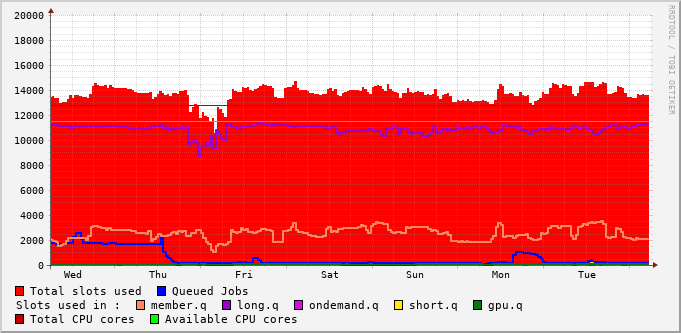 20000
18000
16000
14000
12000
10000
8000
6000
4000
2000
0
Wed Thu Fri Sat Sun Mon Tue
RRDTOOL / TOBI OETIKER
Total slots used Queued Jobs
Slots used in : member.q long.q ondemand.q short.q gpu.q
Total CPU cores Available CPU cores